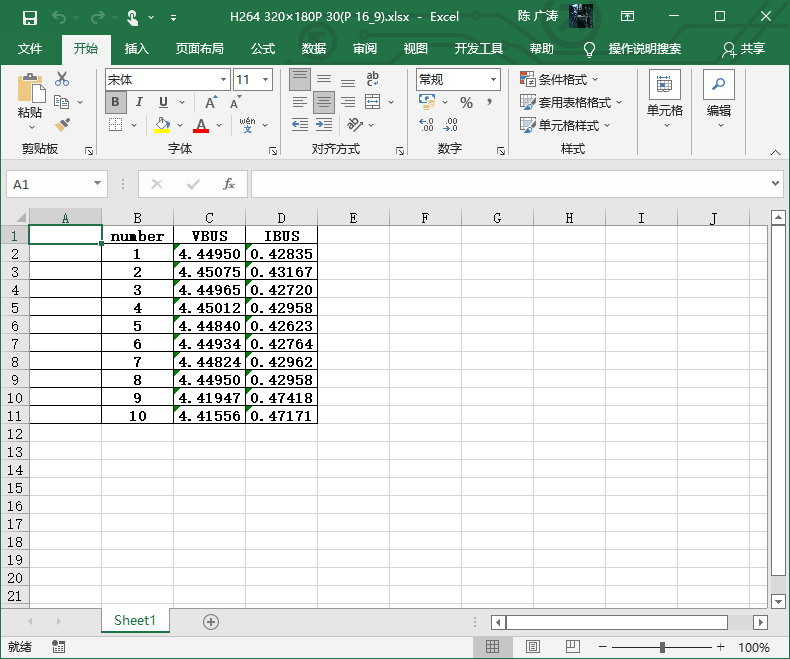 H264 320×180P 30(P 16_9).xlsx - Excel
陈 广涛
文件 开始 插入 页面布局 公式 数据 审阅 视图 开发工具 帮助 操作说明搜索 共享
宋体 11 常规 条件格式
粘贴 B I U A A ab c % , 套用表格格式 单元格 编辑
A wén 文 .00 .0 单元格样式
剪贴板 字体 对齐方式 数字 样式
A1 fx
A B C D E F G H I J
1 number VBUS IBUS
2 1 4.44950 0.42835
3 2 4.45075 0.43167
4 3 4.44965 0.42720
5 4 4.45012 0.42958
6 5 4.44840 0.42623
7 6 4.44934 0.42764
8 7 4.44824 0.42962
9 8 4.44950 0.42958
10 9 4.41947 0.47418
11 10 4.41556 0.47171
12
13
14
15
16
17
18
19
20
21
Sheet1
就绪 100%